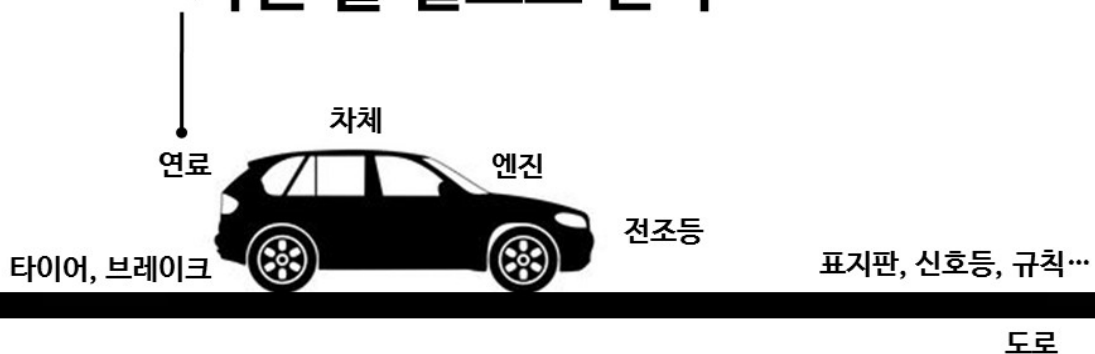 차체
연료
엔진
전조등
타이어, 브레이크
표지판, 신호등, 규칙…
도로